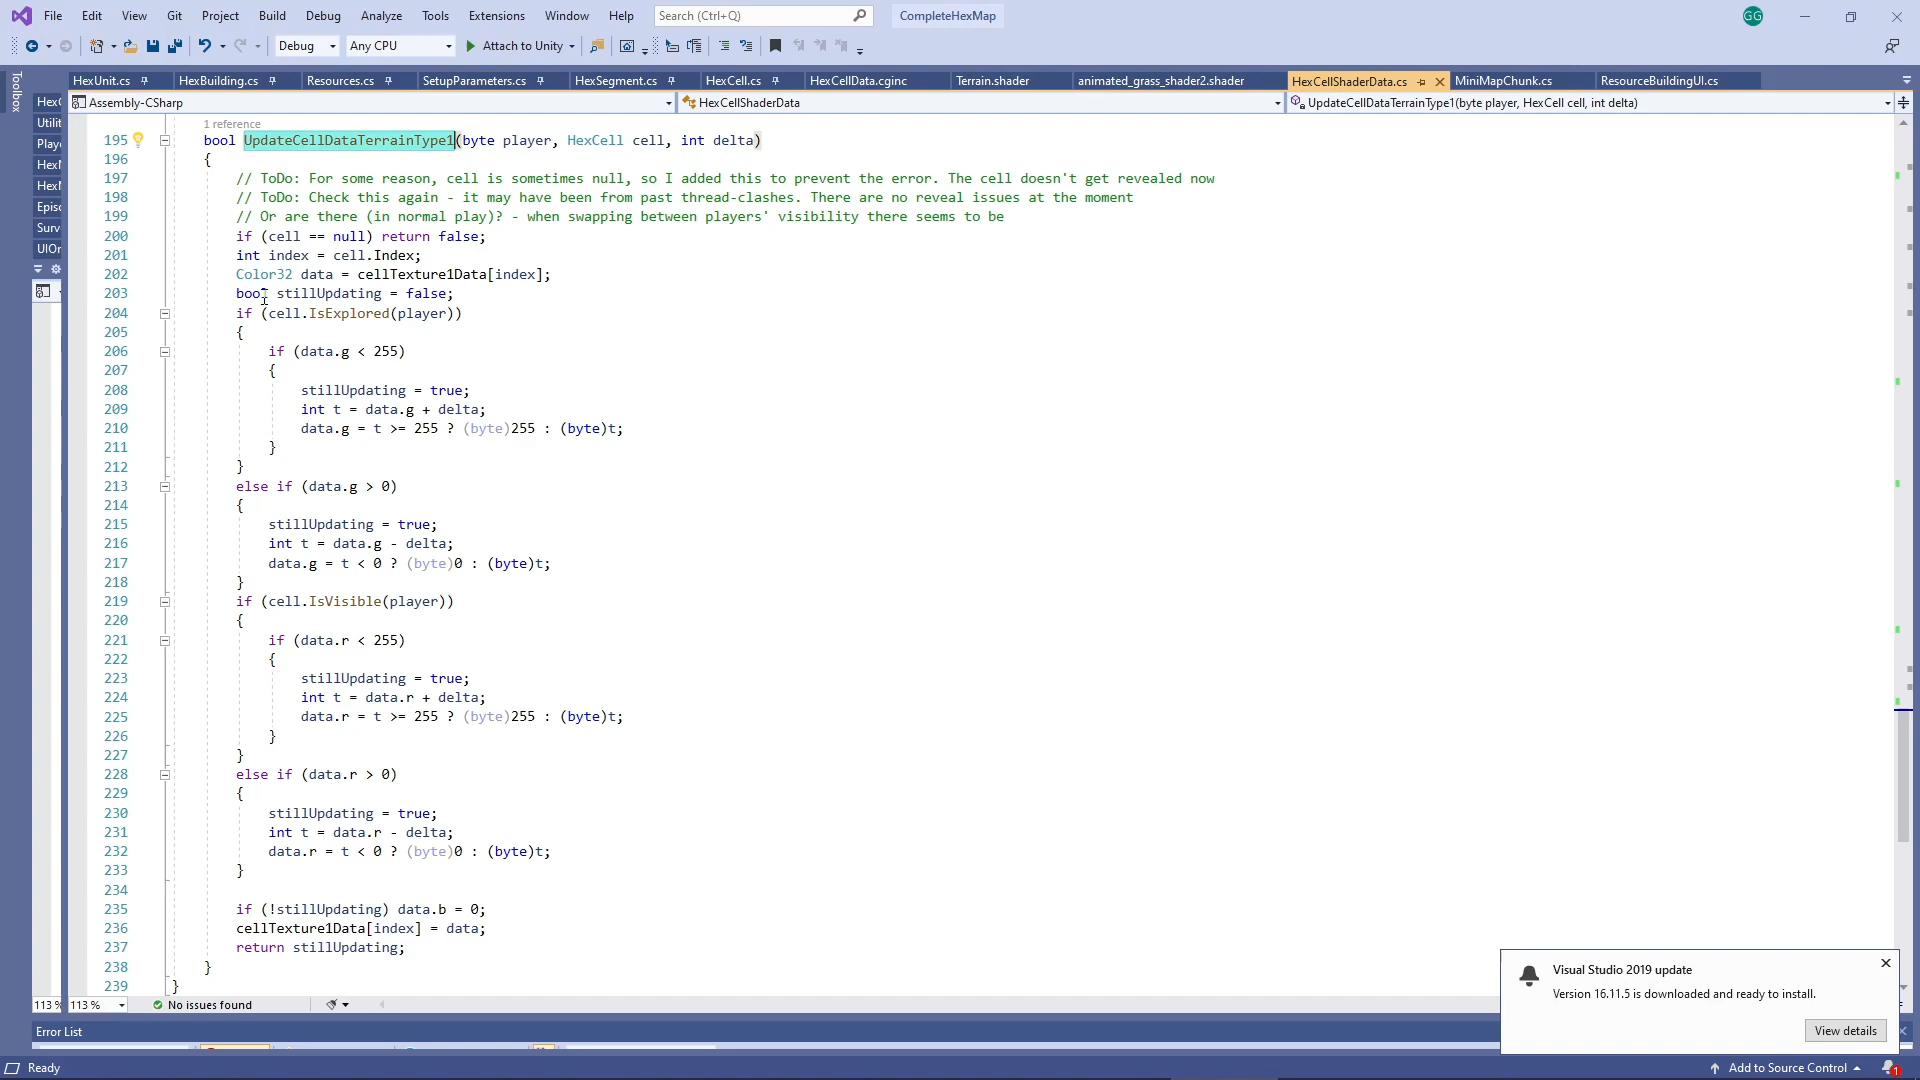 File Edit View Git Project Build Debug Analyze Tools Extensions Window Help Search (Ctrl+Q) CompleteHexMap GG
Debug Any CPU Attach to Unity
Toolbox
HexUnit.cs HexBuilding.cs Resources.cs SetupParameters.cs HexSegment.cs HexCell.cs HexCellData.cginc Terrain.shader animated_grass_shader2.shader HexCellShaderData.cs MiniMapChunk.cs ResourceBuildingUI.cs
Assembly-CSharp HexCellShaderData UpdateCellDataTerrainType1(byte player, HexCell cell, int delta)
Utilit
Playe
Episo
Surv
1 reference
195 bool UpdateCellDataTerrainType1(byte player, HexCell cell, int delta)
196 {
197 // ToDo: For some reason, cell is sometimes null, so I added this to prevent the error. The cell doesn't get revealed now
198 // ToDo: Check this again - it may have been from past thread-clashes. There are no reveal issues at the moment
199 // Or are there (in normal play)? - when swapping between players' visibility there seems to be
200 if (cell == null) return false;
201 int index = cell.Index;
202 Color32 data = cellTexture1Data[index];
203 bool stillUpdating = false;
204 if (cell.IsExplored(player))
205 {
206 if (data.g < 255)
207 {
208 stillUpdating = true;
209 int t = data.g + delta;
210 data.g = t >= 255 ? (byte)255 : (byte)t;
211 }
212 }
213 else if (data.g > 0)
214 {
215 stillUpdating = true;
216 int t = data.g - delta;
217 data.g = t < 0 ? (byte)0 : (byte)t;
218 }
219 if (cell.IsVisible(player))
220 {
221 if (data.r < 255)
222 {
223 stillUpdating = true;
224 int t = data.r + delta;
225 data.r = t >= 255 ? (byte)255 : (byte)t;
226 }
227 }
228 else if (data.r > 0)
229 {
230 stillUpdating = true;
231 int t = data.r - delta;
232 data.r = t < 0 ? (byte)0 : (byte)t;
233 }
234
235 if (!stillUpdating) data.b = 0;
236 cellTexture1Data[index] = data;
237 return stillUpdating;
238 }
239 }
113 % 113 % No issues found
Error List
Visual Studio 2019 update
Version 16.11.5 is downloaded and ready to install.
View details
Ready Add to Source Control 1